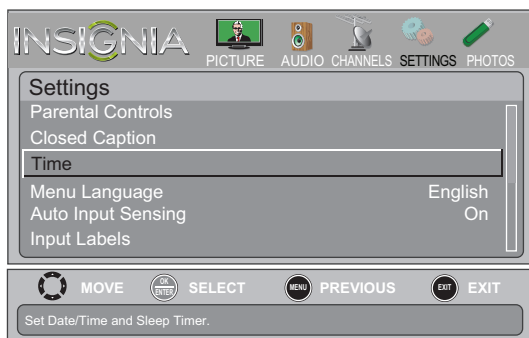 INSIGNIA
PICTURE AUDIO CHANNELS SETTINGS PHOTOS
Settings
Parental Controls
Closed Caption
Time
Menu Language English
Auto Input Sensing On
Input Labels
MOVE OK ENTER SELECT MENU PREVIOUS EXIT EXIT
Set Date/Time and Sleep Timer.